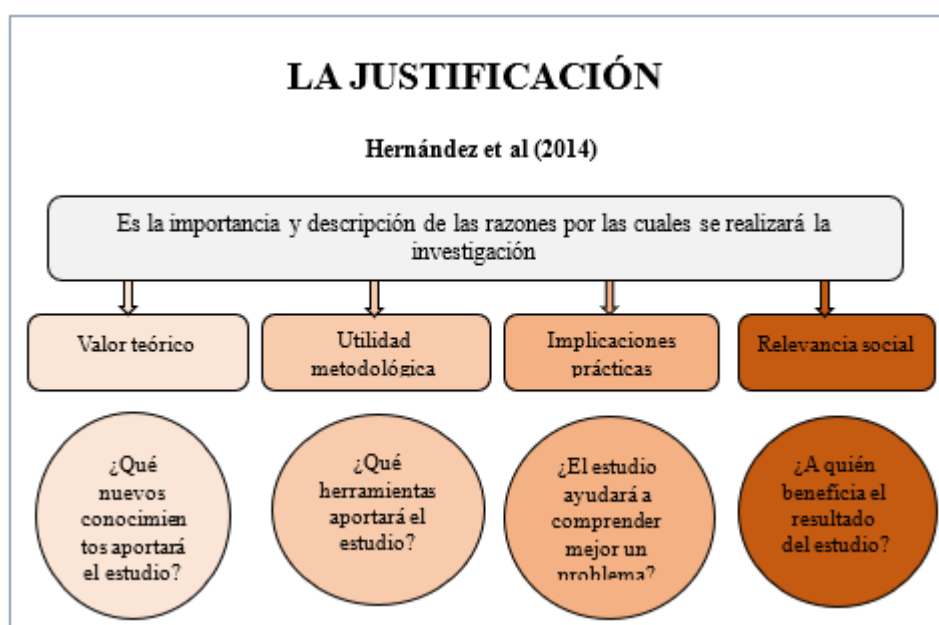 LA JUSTIFICACIÓN
Hernández et al (2014)
Es la importancia y descripción de las razones por las cuales se realizará la
investigación
Valor teórico
Utilidad
metodológica
Implicaciones
prácticas
Relevancia social
¿Qué
nuevos
conocimien
tos aportará
el estudio?
¿Qué
herramientas
aportará el
estudio?
¿El estudio
ayudará a
comprender
mejor un
problema?
¿A quién
beneficia el
resultado
del estudio?